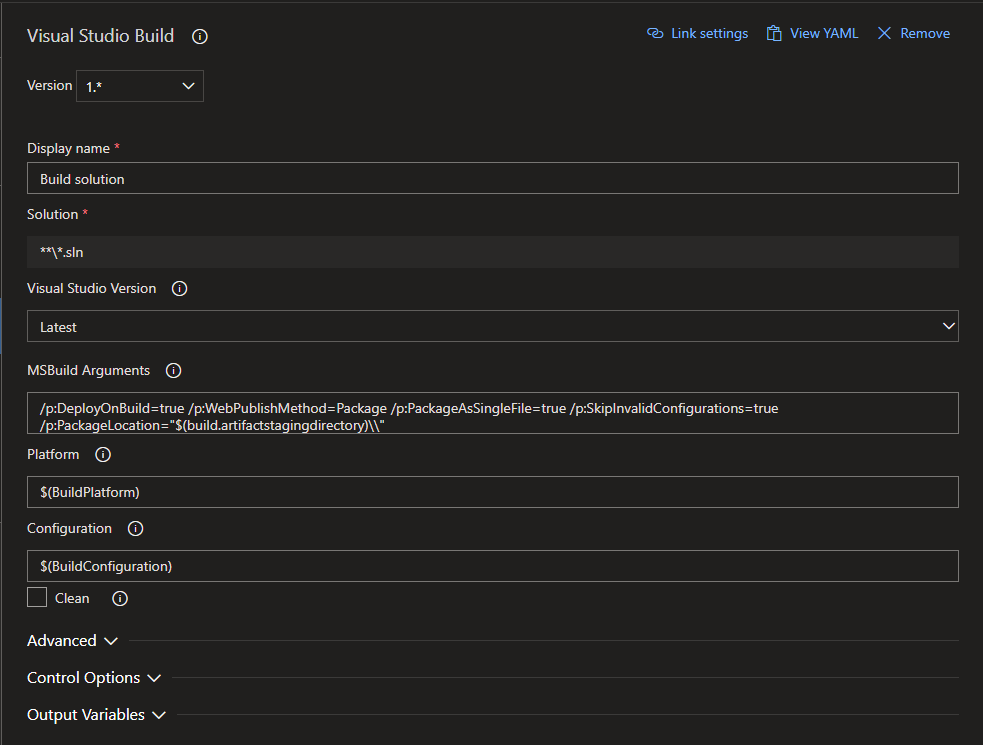 Visual Studio Build
Link settings
View YAML
Remove
Version 1.*
Display name *
Build solution
Solution *
**\*.sln
Visual Studio Version
Latest
MSBuild Arguments
/p:DeployOnBuild=true /p:WebPublishMethod=Package /p:PackageAsSingleFile=true /p:SkipInvalidConfigurations=true
/p:PackageLocation="$(build.artifactstagingdirectory)\\"
Platform
$(BuildPlatform)
Configuration
$(BuildConfiguration)
Clean
Advanced
Control Options
Output Variables